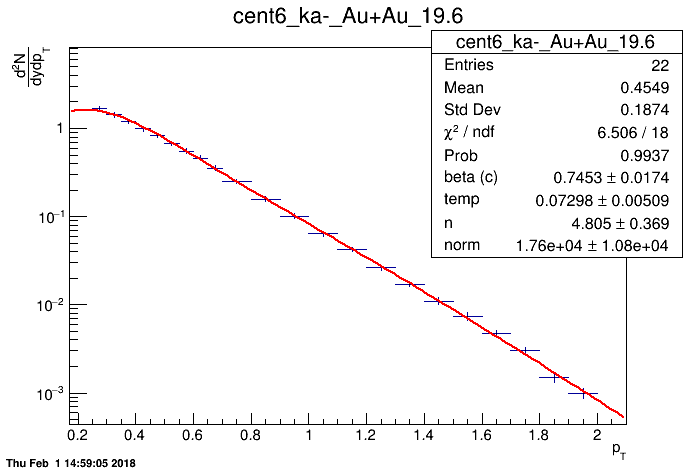 cent6_ka-_Au+Au_19.6
cent6_ka-_Au+Au_19.6
Entries 22
Mean 0.4549
Std Dev 0.1874
χ² / ndf 6.506 / 18
Prob 0.9937
beta (c) 0.7453 ± 0.0174
temp 0.07298 ± 0.00509
n 4.805 ± 0.369
norm 1.76e+04 ± 1.08e+04
d²N
dydp_T
1
10⁻¹
10⁻²
10⁻³
0.2 0.4 0.6 0.8 1 1.2 1.4 1.6 1.8 2
p_T
Thu Feb 1 14:59:05 2018